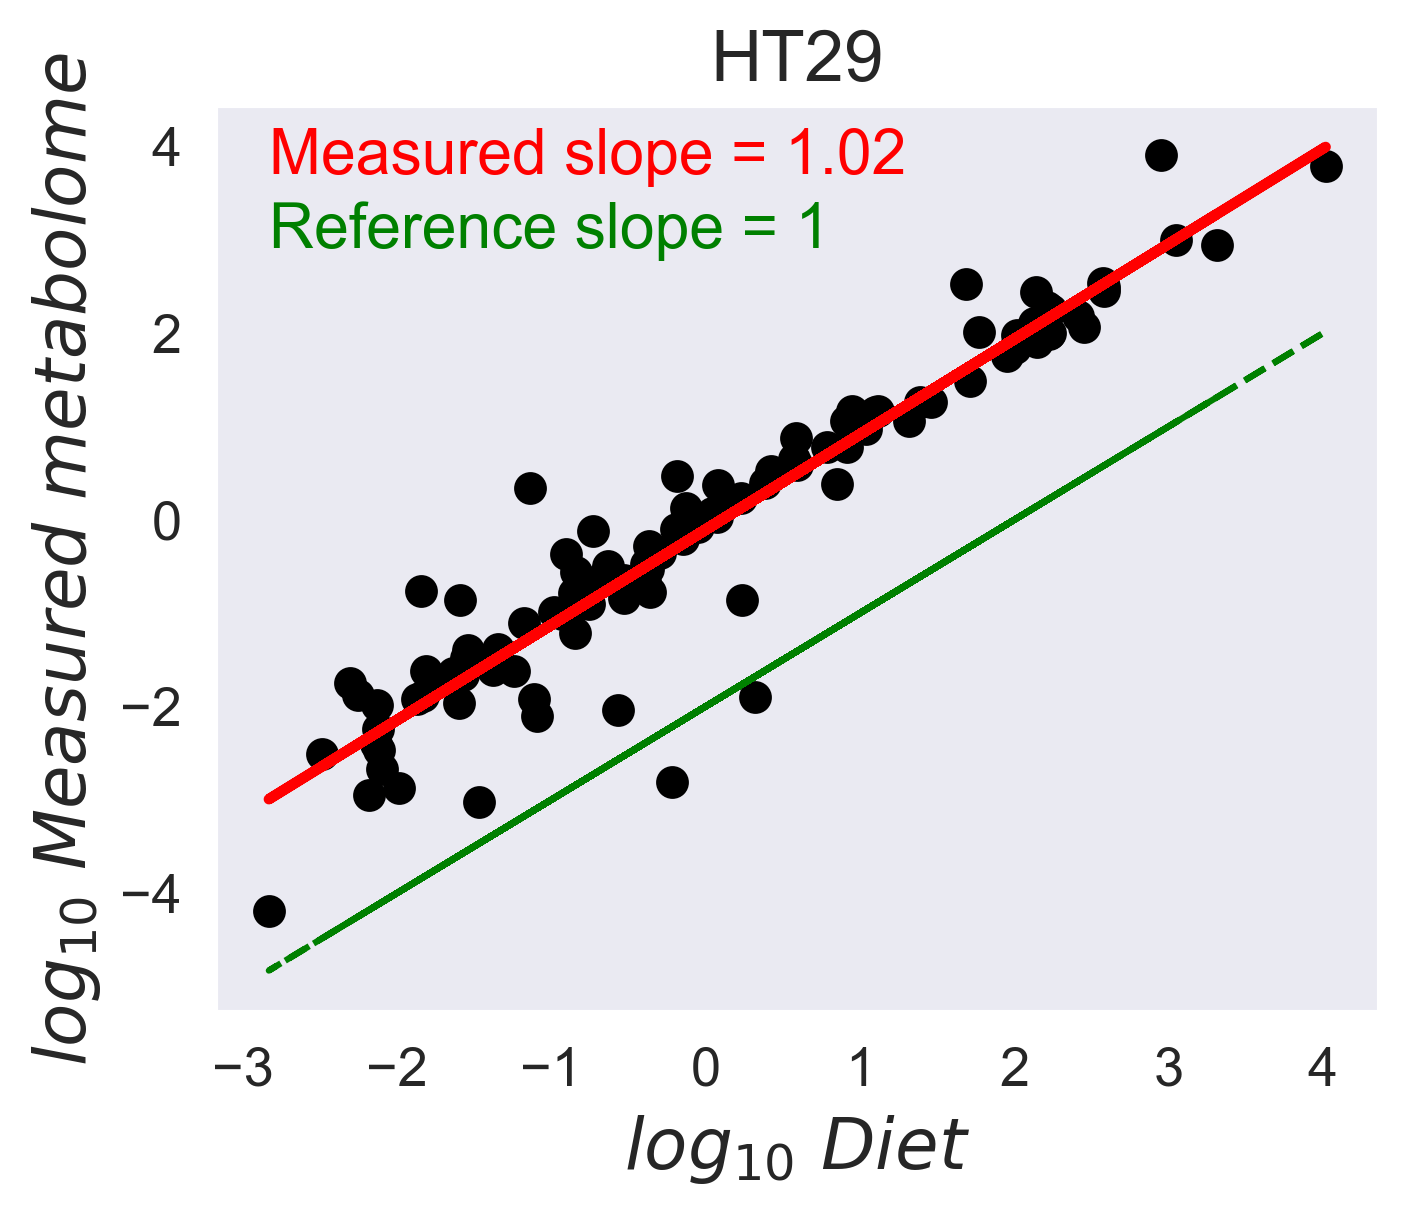 HT29
Measured slope = 1.02
Reference slope = 1
log₁₀ Measured metabolome
4
2
0
−2
−4
−3 −2 −1 0 1 2 3 4
log₁₀ Diet